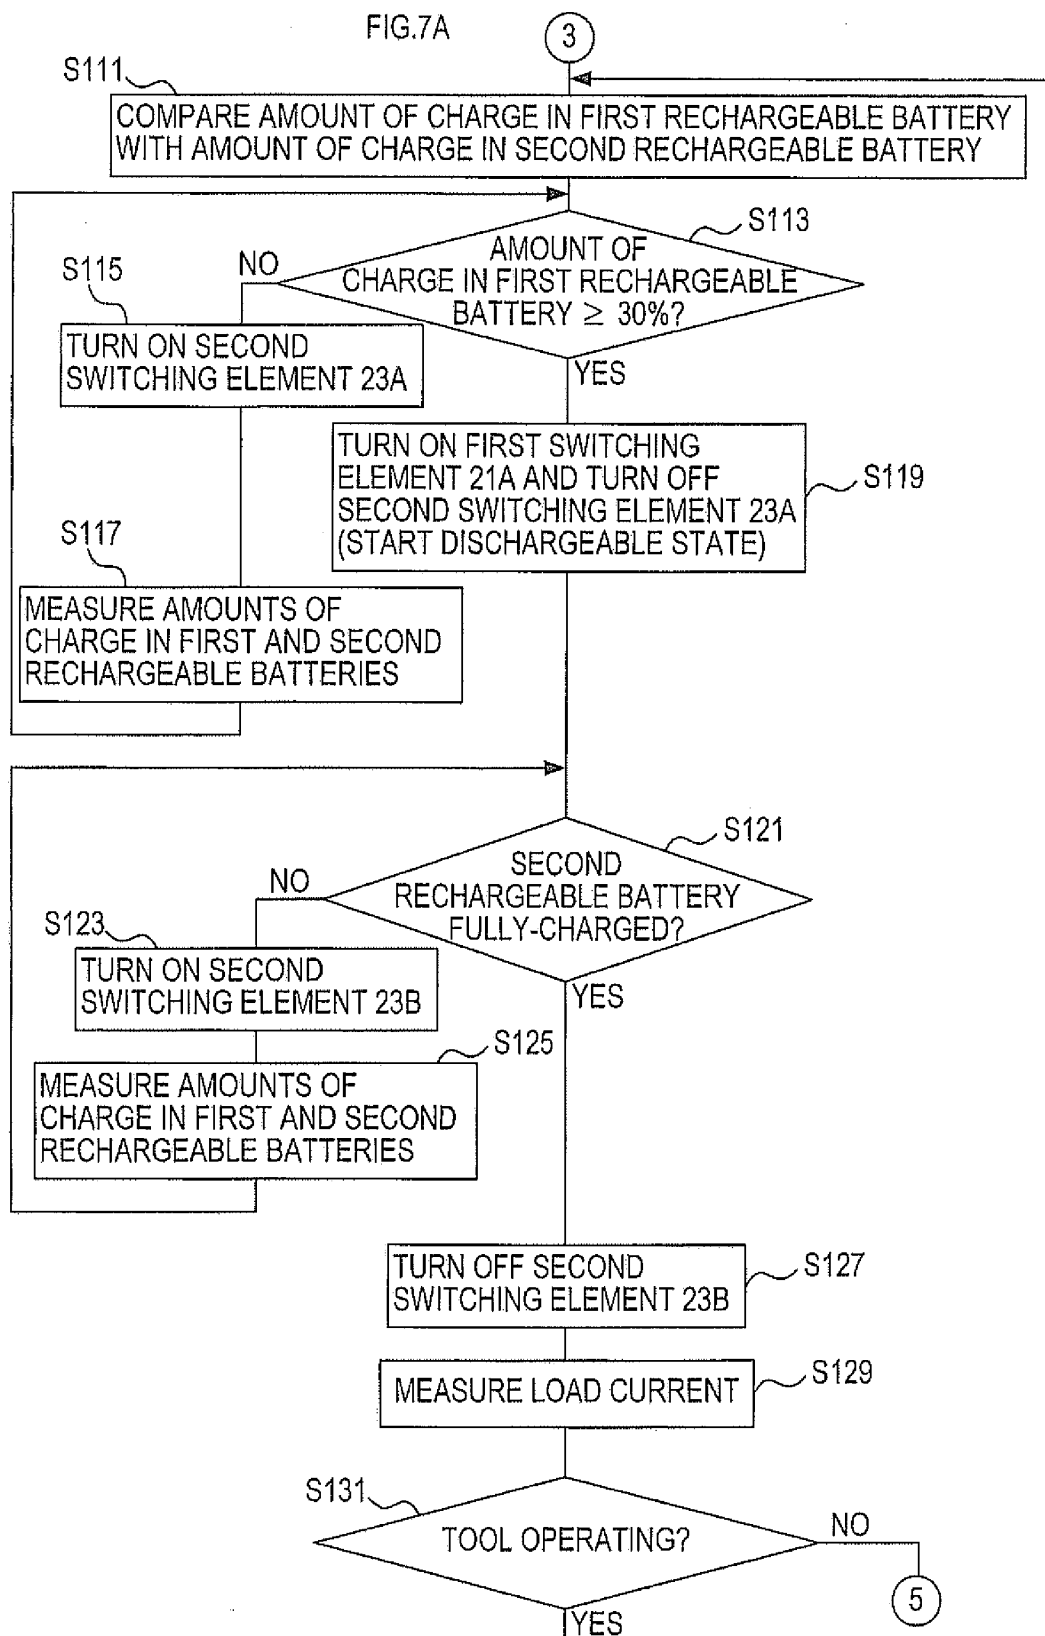 FIG.7A
3
S111
COMPARE AMOUNT OF CHARGE IN FIRST RECHARGEABLE BATTERY
WITH AMOUNT OF CHARGE IN SECOND RECHARGEABLE BATTERY
S113
AMOUNT OF
CHARGE IN FIRST RECHARGEABLE
BATTERY ≥ 30%?
NO
S115
TURN ON SECOND
SWITCHING ELEMENT 23A
YES
TURN ON FIRST SWITCHING
ELEMENT 21A AND TURN OFF
SECOND SWITCHING ELEMENT 23A
(START DISCHARGEABLE STATE)
S119
S117
MEASURE AMOUNTS OF
CHARGE IN FIRST AND SECOND
RECHARGEABLE BATTERIES
S121
SECOND
RECHARGEABLE BATTERY
FULLY-CHARGED?
NO
S123
TURN ON SECOND
SWITCHING ELEMENT 23B
YES
S125
MEASURE AMOUNTS OF
CHARGE IN FIRST AND SECOND
RECHARGEABLE BATTERIES
TURN OFF SECOND
SWITCHING ELEMENT 23B
S127
MEASURE LOAD CURRENT
S129
S131
TOOL OPERATING?
NO
5
YES